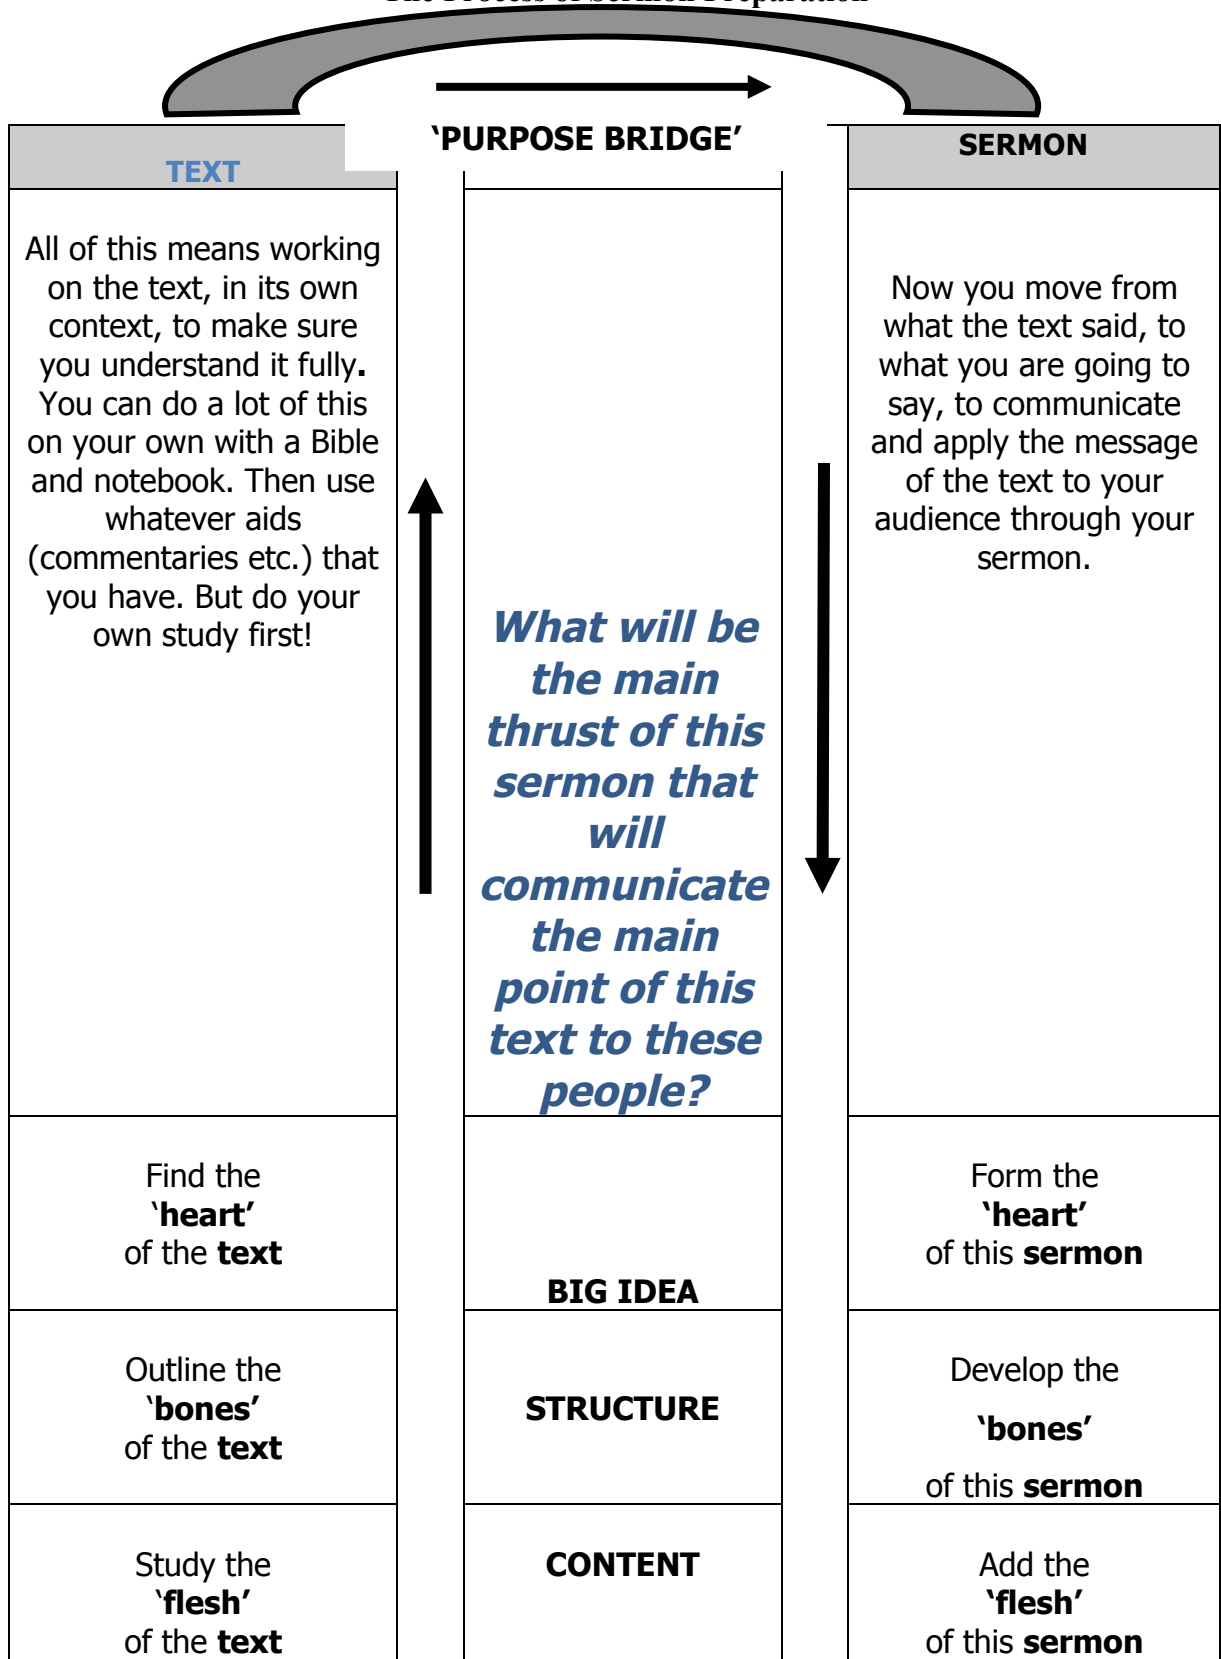 The Process of Sermon Preparation
TEXT
‘PURPOSE BRIDGE’
SERMON
All of this means working
on the text, in its own
context, to make sure
you understand it fully.
You can do a lot of this
on your own with a Bible
and notebook. Then use
whatever aids
(commentaries etc.) that
you have. But do your
own study first!
What will be
the main
thrust of this
sermon that
will
communicate
the main
point of this
text to these
people?
Now you move from
what the text said, to
what you are going to
say, to communicate
and apply the message
of the text to your
audience through your
sermon.
Find the
‘heart’
of the text
BIG IDEA
Form the
‘heart’
of this sermon
Outline the
‘bones’
of the text
STRUCTURE
Develop the
‘bones’
of this sermon
Study the
‘flesh’
of the text
CONTENT
Add the
‘flesh’
of this sermon